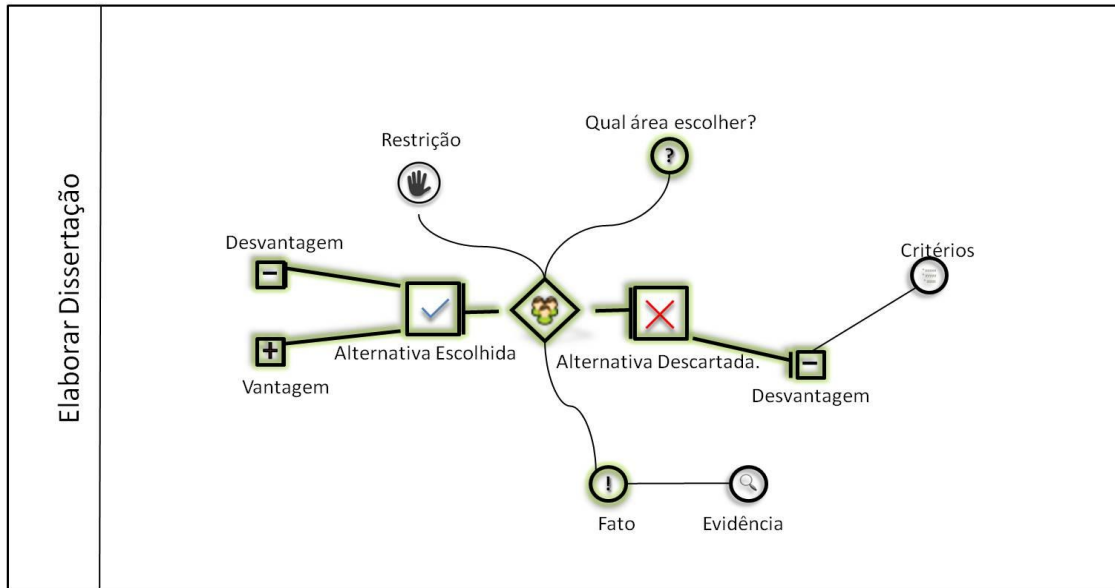 Elaborar Dissertação
Qual área escolher?
Restrição
Desvantagem
Critérios
Alternativa Escolhida
Alternativa Descartada.
Vantagem
Desvantagem
Fato
Evidência